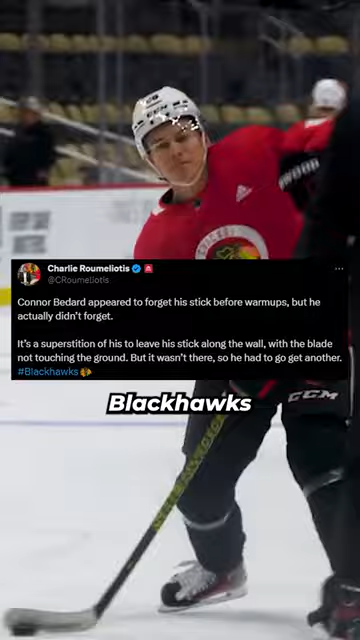 Charlie Roumeliotis
@CRoumeliotis
Connor Bedard appeared to forget his stick before warmups, but he
actually didn't forget.
It's a superstition of his to leave his stick along the wall, with the blade
not touching the ground. But it wasn't there, so he had to go get another.
#Blackhawks
Blackhawks
CCM